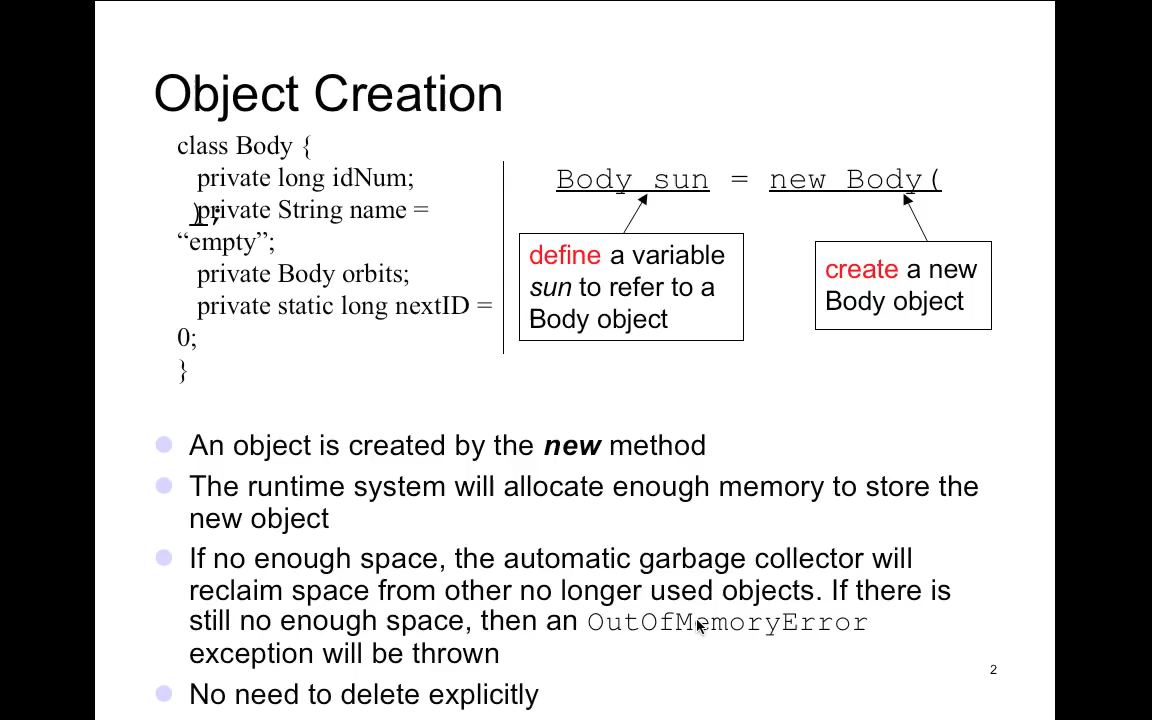 Object Creation
class Body {
private long idNum;
private String name =
“empty”;
private Body orbits;
private static long nextID =
0;
}
Body sun = new Body(
);
define a variable
sun to refer to a
Body object
create a new
Body object
An object is created by the new method
The runtime system will allocate enough memory to store the
new object
If no enough space, the automatic garbage collector will
reclaim space from other no longer used objects. If there is
still no enough space, then an OutOfMemoryError
exception will be thrown
No need to delete explicitly
2